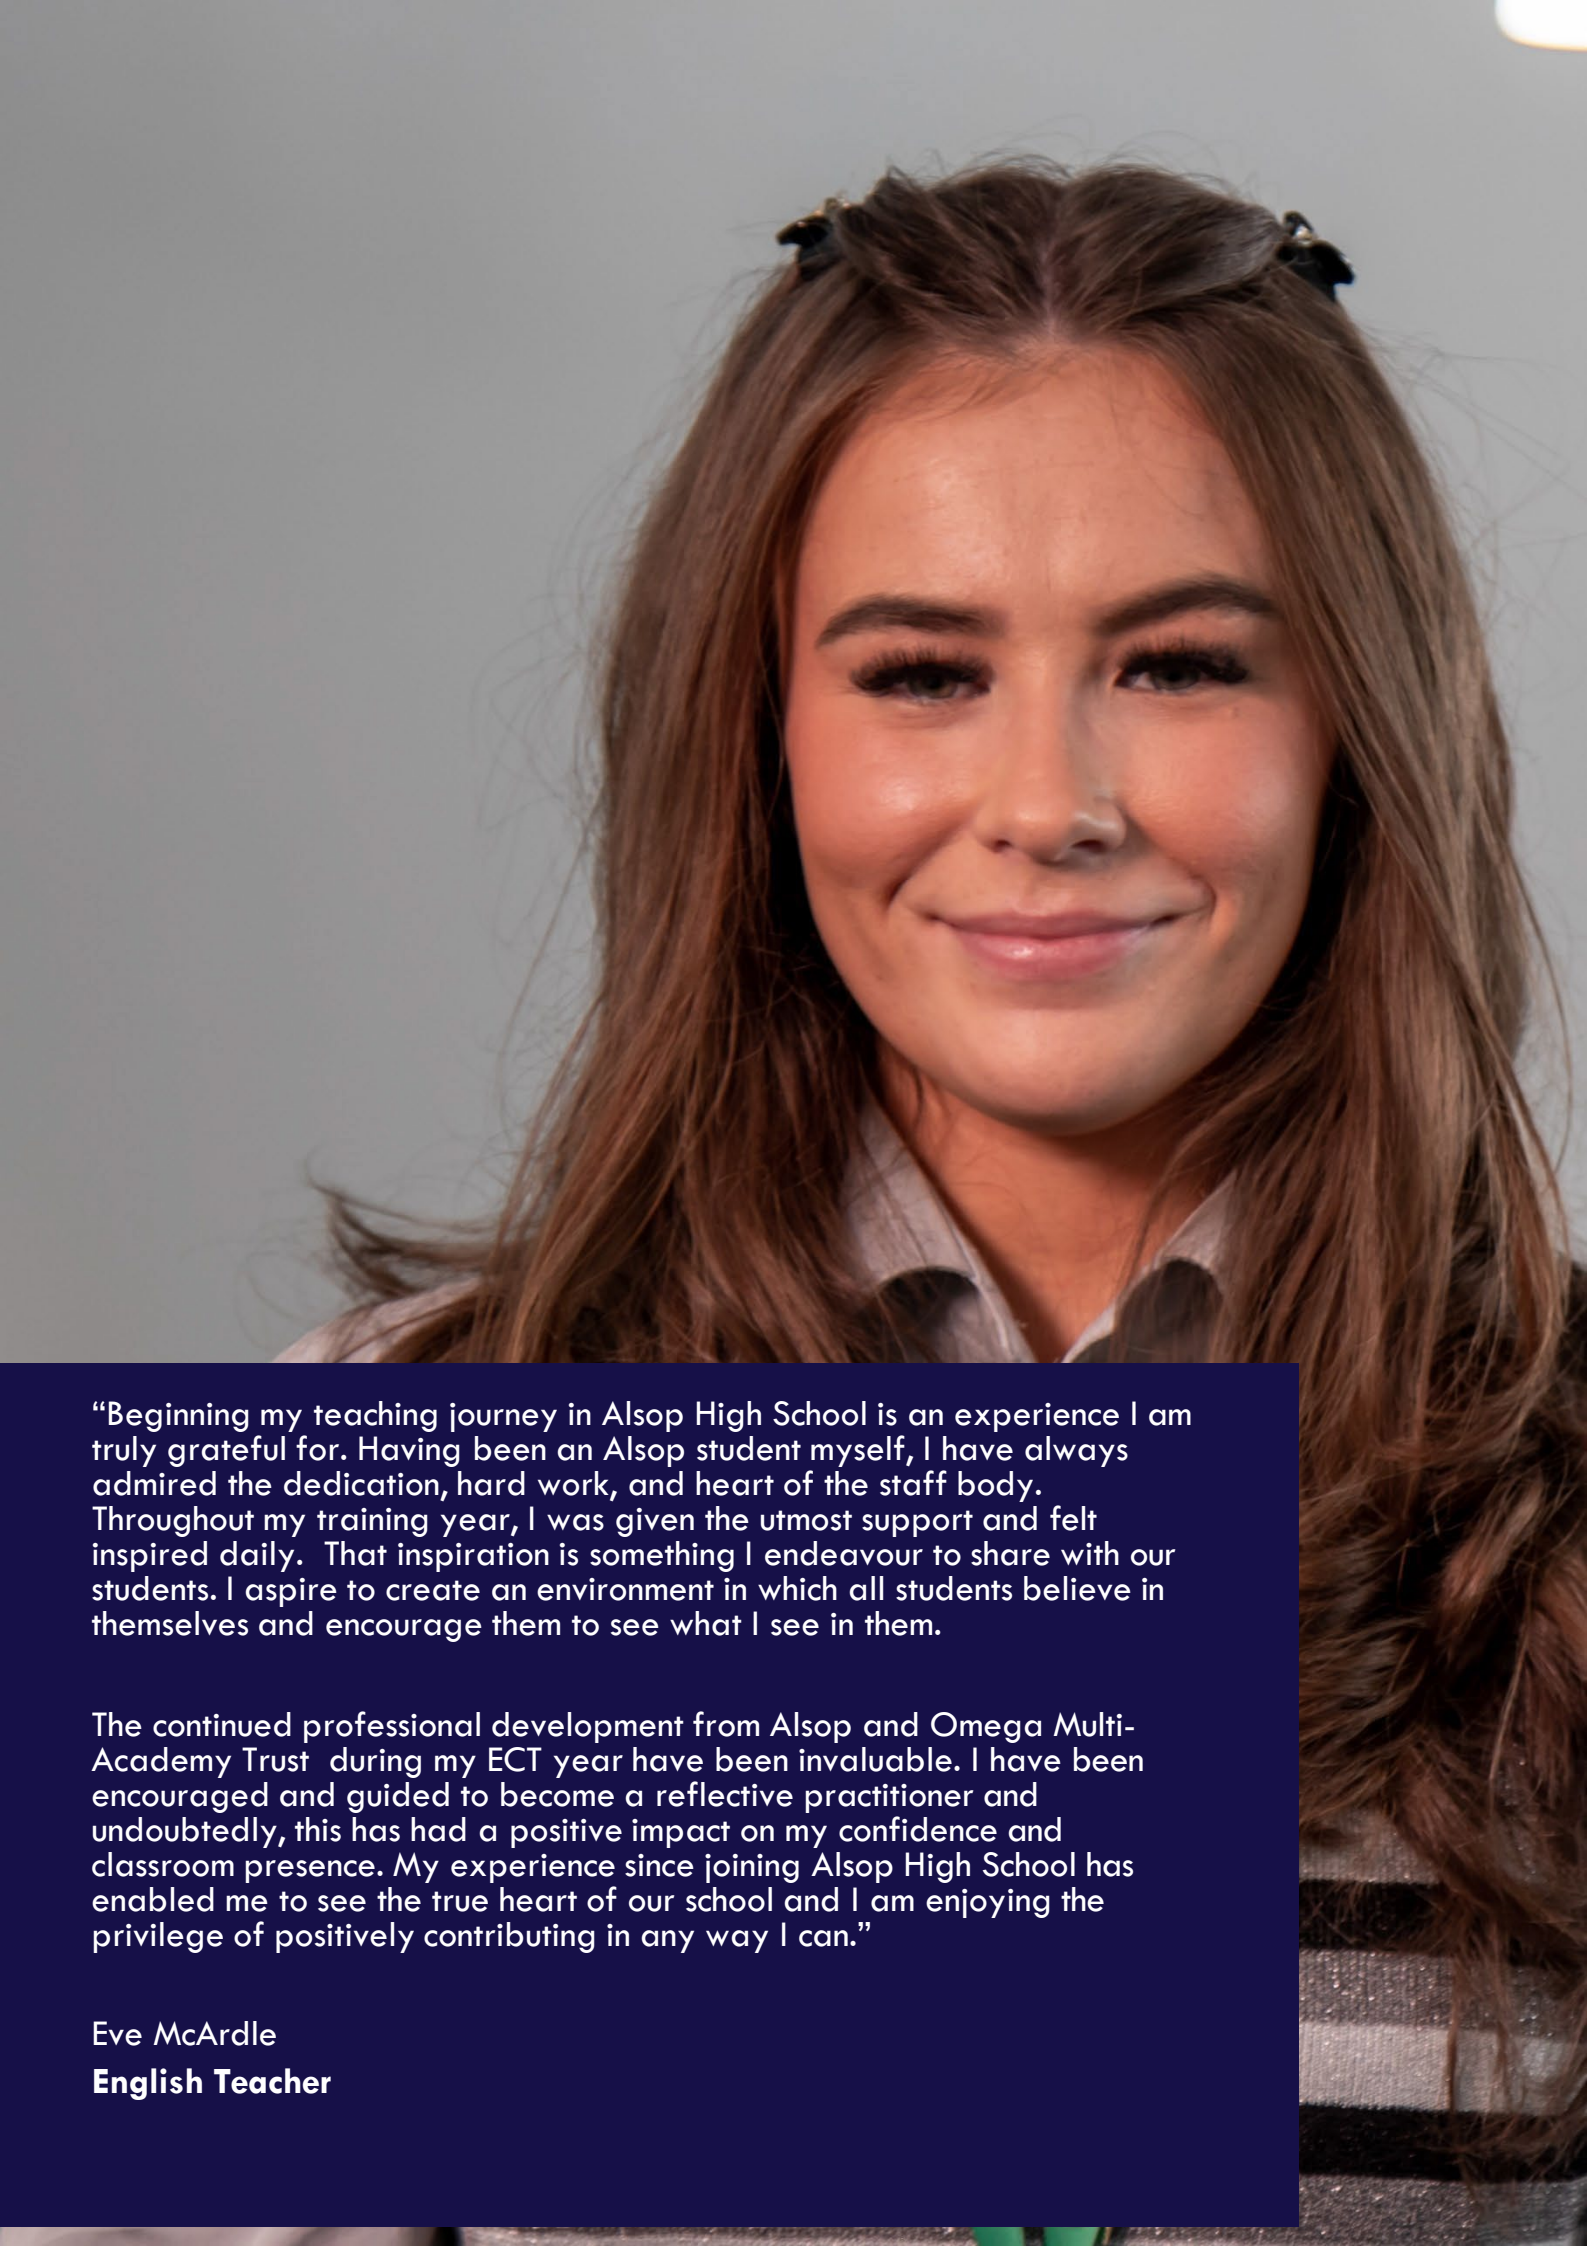 “Beginning my teaching journey in Alsop High School is an experience I am
truly grateful for. Having been an Alsop student myself, I have always
admired the dedication, hard work, and heart of the staff body.
Throughout my training year, I was given the utmost support and felt
inspired daily.  That inspiration is something I endeavour to share with our
students. I aspire to create an environment in which all students believe in
themselves and encourage them to see what I see in them.
The continued professional development from Alsop and Omega Multi-
Academy Trust  during my ECT year have been invaluable. I have been
encouraged and guided to become a reflective practitioner and
undoubtedly, this has had a positive impact on my confidence and
classroom presence. My experience since joining Alsop High School has
enabled me to see the true heart of our school and I am enjoying the
privilege of positively contributing in any way I can.”
Eve McArdle
English Teacher